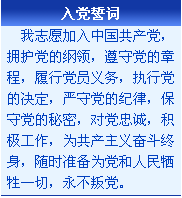 入党誓词
我志愿加入中国共产党，
拥护党的纲领，遵守党的章
程，履行党员义务，执行党
的决定，严守党的纪律，保
守党的秘密，对党忠诚，积
极工作，为共产主义奋斗终
身，随时准备为党和人民牺
牲一切，永不叛党。